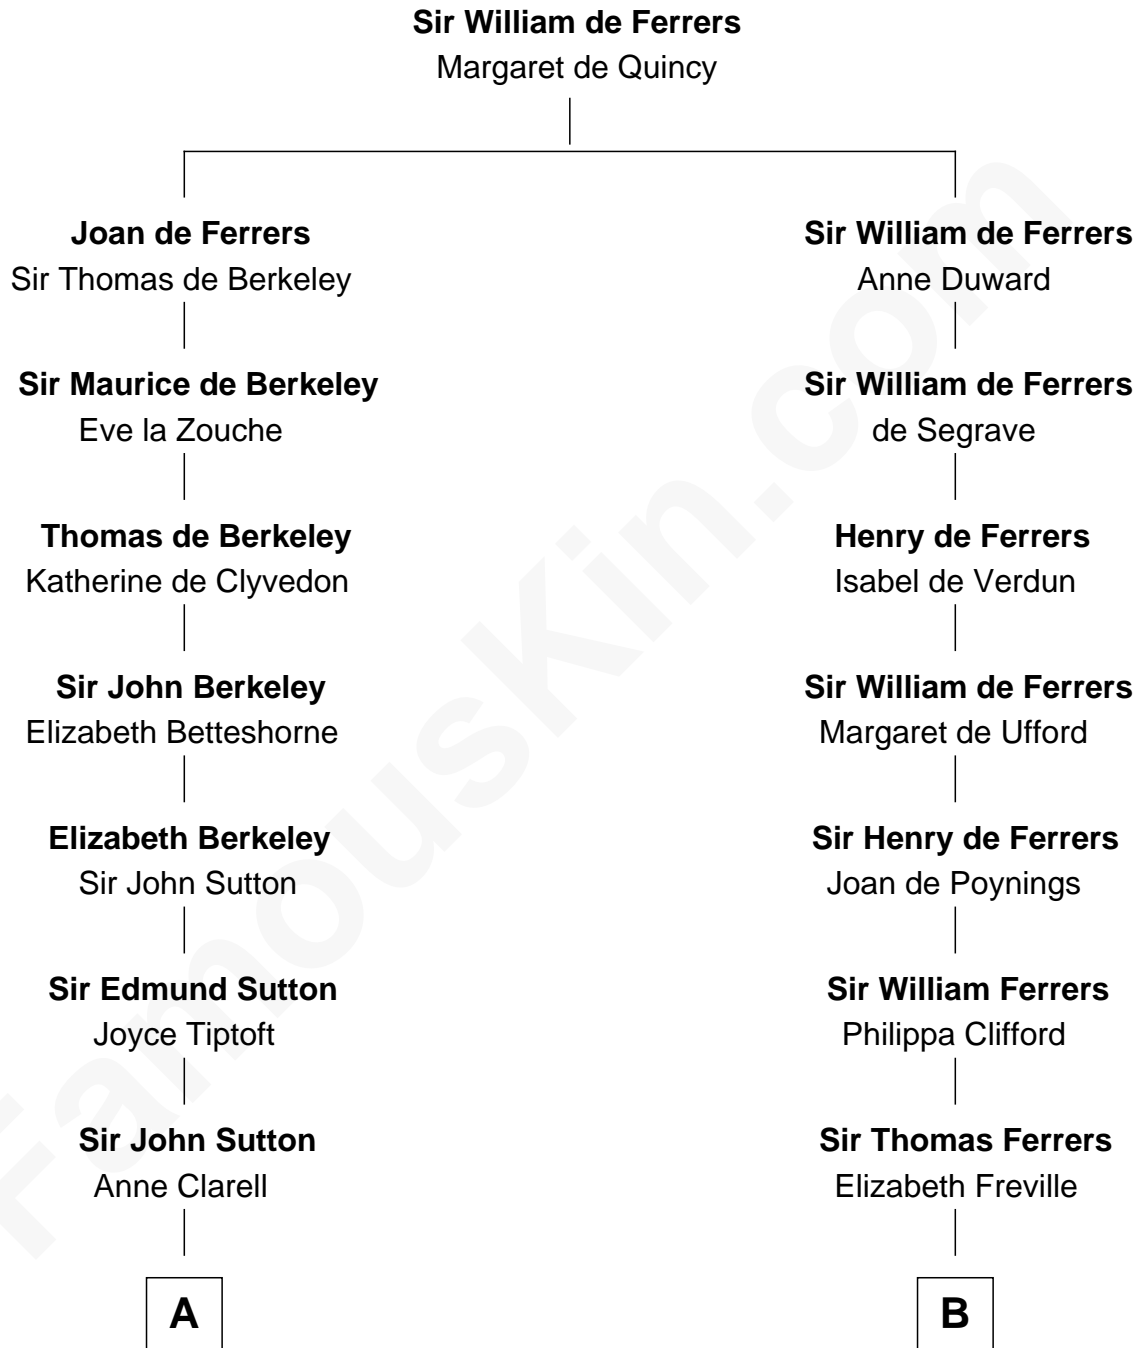 Sir William de Ferrers
Margaret de Quincy
Joan de Ferrers
Sir Thomas de Berkeley
Sir William de Ferrers
Anne Duward
Sir Maurice de Berkeley
Eve la Zouche
Sir William de Ferrers
de Segrave
Thomas de Berkeley
Katherine de Clyvedon
Henry de Ferrers
Isabel de Verdun
Sir John Berkeley
Elizabeth Betteshorne
Sir William de Ferrers
Margaret de Ufford
Elizabeth Berkeley
Sir John Sutton
Sir Henry de Ferrers
Joan de Poynings
Sir Edmund Sutton
Joyce Tiptoft
Sir William Ferrers
Philippa Clifford
Sir John Sutton
Anne Clarell
Sir Thomas Ferrers
Elizabeth Freville
A
B
FamousKin.com